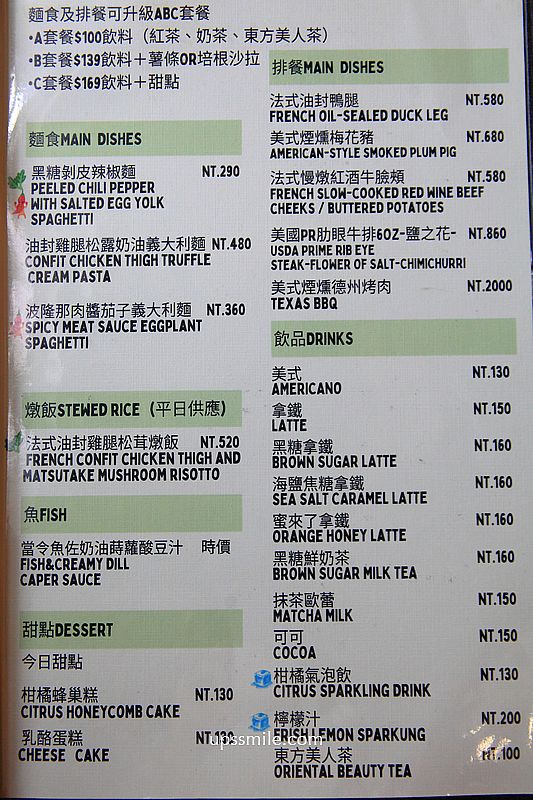 麵食及排餐可升級ABC套餐
•A套餐$100飲料（紅茶、奶茶、東方美人茶）
•B套餐$139飲料＋薯條OR培根沙拉
•C套餐$169飲料＋甜點
麵食MAIN DISHES
黑糖剝皮辣椒麵 NT.290
PEELED CHILI PEPPER
WITH SALTED EGG YOLK
SPAGHETTI
油封雞腿松露奶油義大利麵 NT.480
CONFIT CHICKEN THIGH TRUFFLE
CREAM PASTA
波隆那肉醬茄子義大利麵 NT.360
SPICY MEAT SAUCE EGGPLANT
SPAGHETTI
燉飯STEWED RICE（平日供應）
法式油封雞腿松茸燉飯 NT.520
FRENCH CONFIT CHICKEN THIGH AND
MATSUTAKE MUSHROOM RISOTTO
魚FISH
當令魚佐奶油蒔蘿酸豆汁 時價
FISH&CREAMY DILL
CAPER SAUCE
甜點DESSERT
今日甜點
柑橘蜂巢糕 NT.130
CITRUS HONEYCOMB CAKE
乳酪蛋糕 NT.130
CHEESE CAKE
排餐MAIN DISHES
法式油封鴨腿 NT.580
FRENCH OIL-SEALED DUCK LEG
美式煙燻梅花豬 NT.680
AMERICAN-STYLE SMOKED PLUM PIG
法式慢燉紅酒牛臉頰 NT.580
FRENCH SLOW-COOKED RED WINE BEEF
CHEEKS / BUTTERED POTATOES
美國PR肋眼牛排6OZ-鹽之花- NT.860
USDA PRIME RIB EYE
STEAK-FLOWER OF SALT-CHIMICHURRI
美式煙燻德州烤肉 NT.2000
TEXAS BBQ
飲品DRINKS
美式 NT.130
AMERICANO
拿鐵 NT.150
LATTE
黑糖拿鐵 NT.160
BROWN SUGAR LATTE
海鹽焦糖拿鐵 NT.160
SEA SALT CARAMEL LATTE
蜜來了拿鐵 NT.160
ORANGE HONEY LATTE
黑糖鮮奶茶 NT.160
BROWN SUGAR MILK TEA
抹茶歐蕾 NT.150
MATCHA MILK
可可 NT.150
COCOA
柑橘氣泡飲 NT.130
CITRUS SPARKLING DRINK
檸檬汁 NT.200
FRISH LEMON SPARKUNG
東方美人茶 NT.100
ORIENTAL BEAUTY TEA
upssmile.com